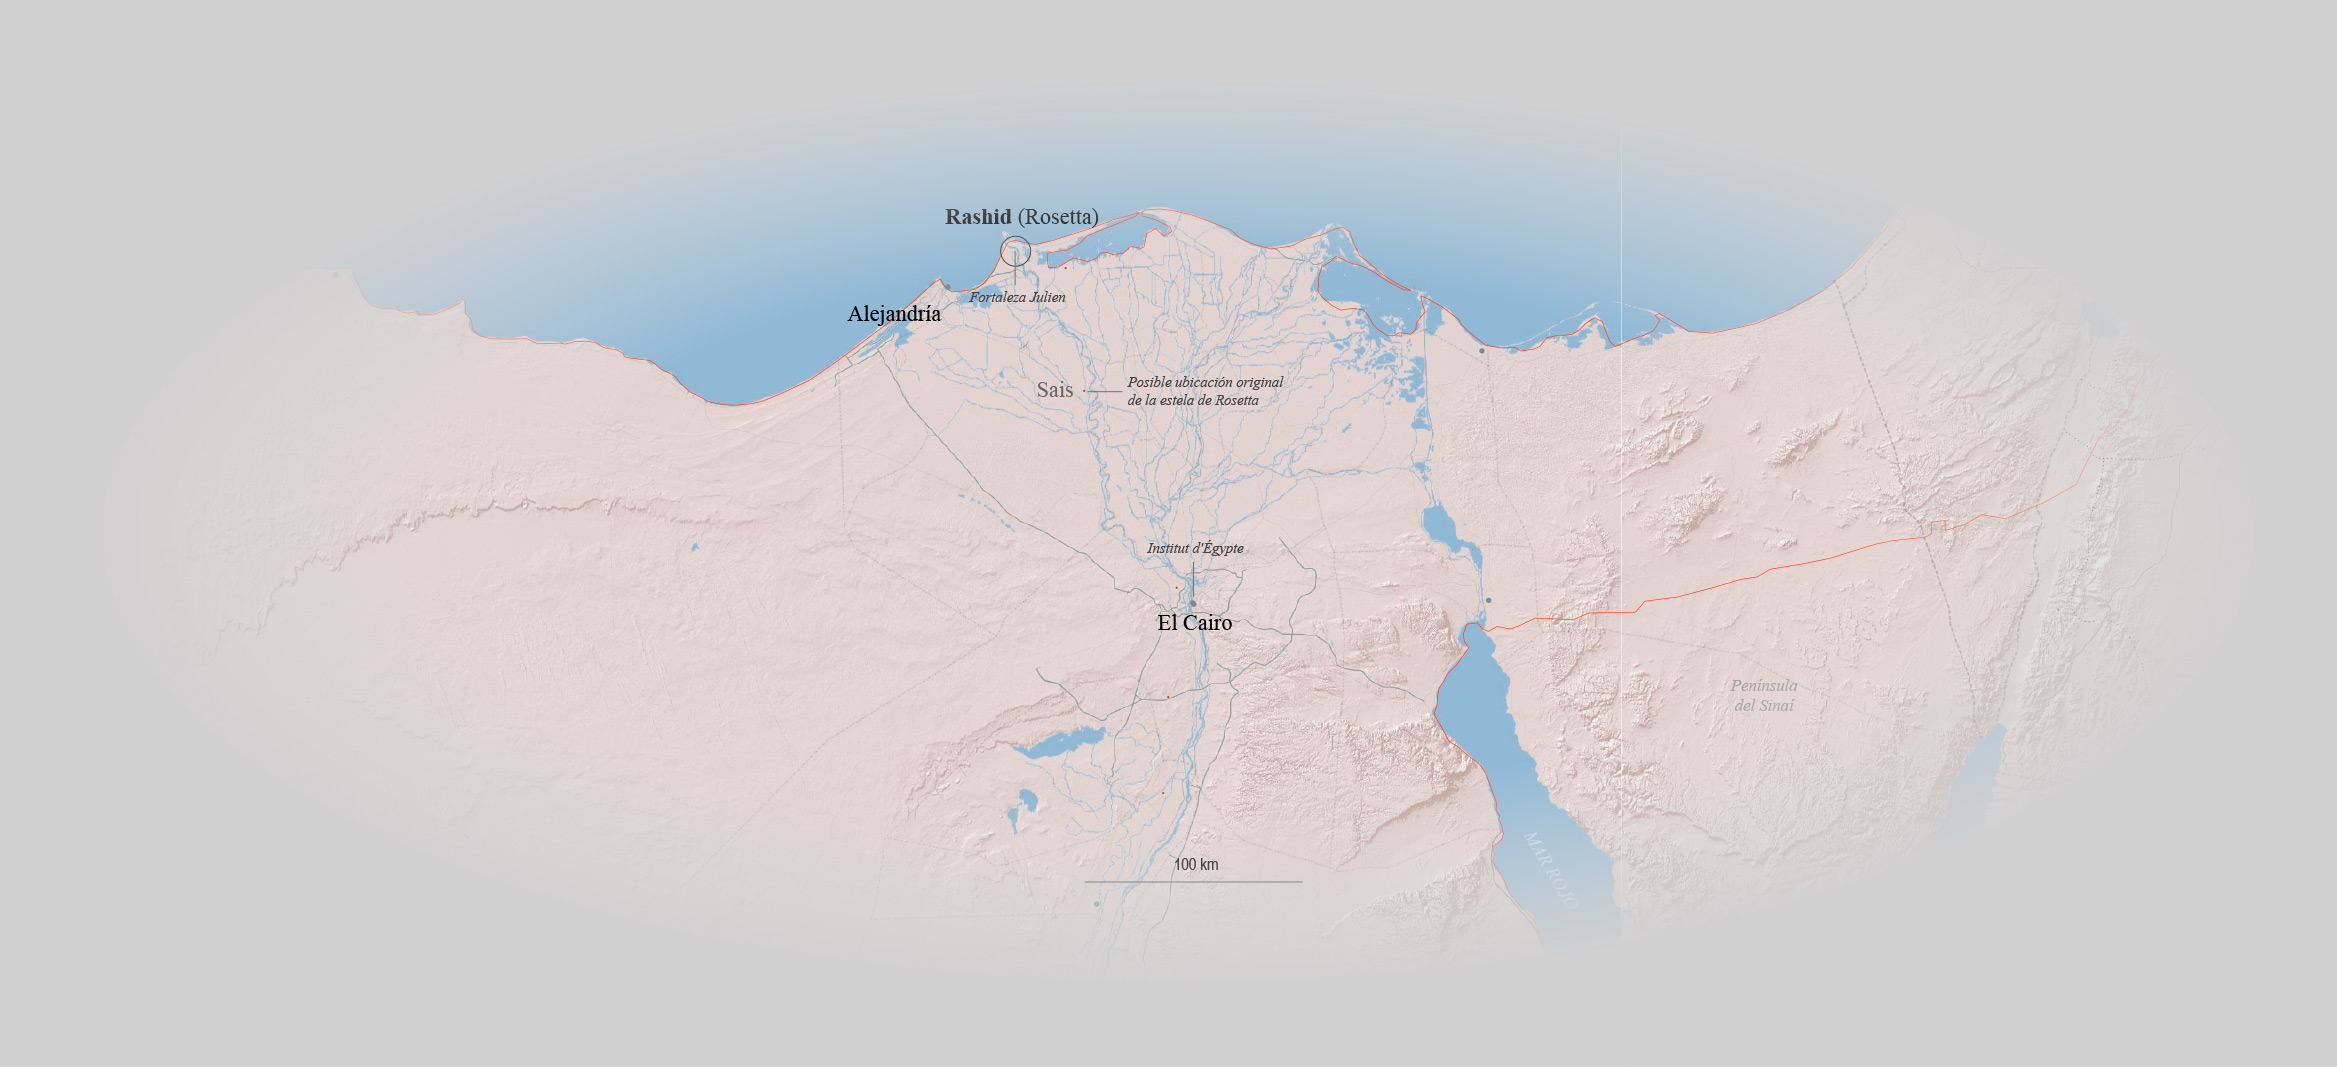 Rashid (Rosetta)
Fortaleza Julien
Alejandría
Sais
Posible ubicación original
de la estela de Rosetta
Institut d'Égypte
El Cairo
Península
del Sinaí
MAR ROJO
100 km